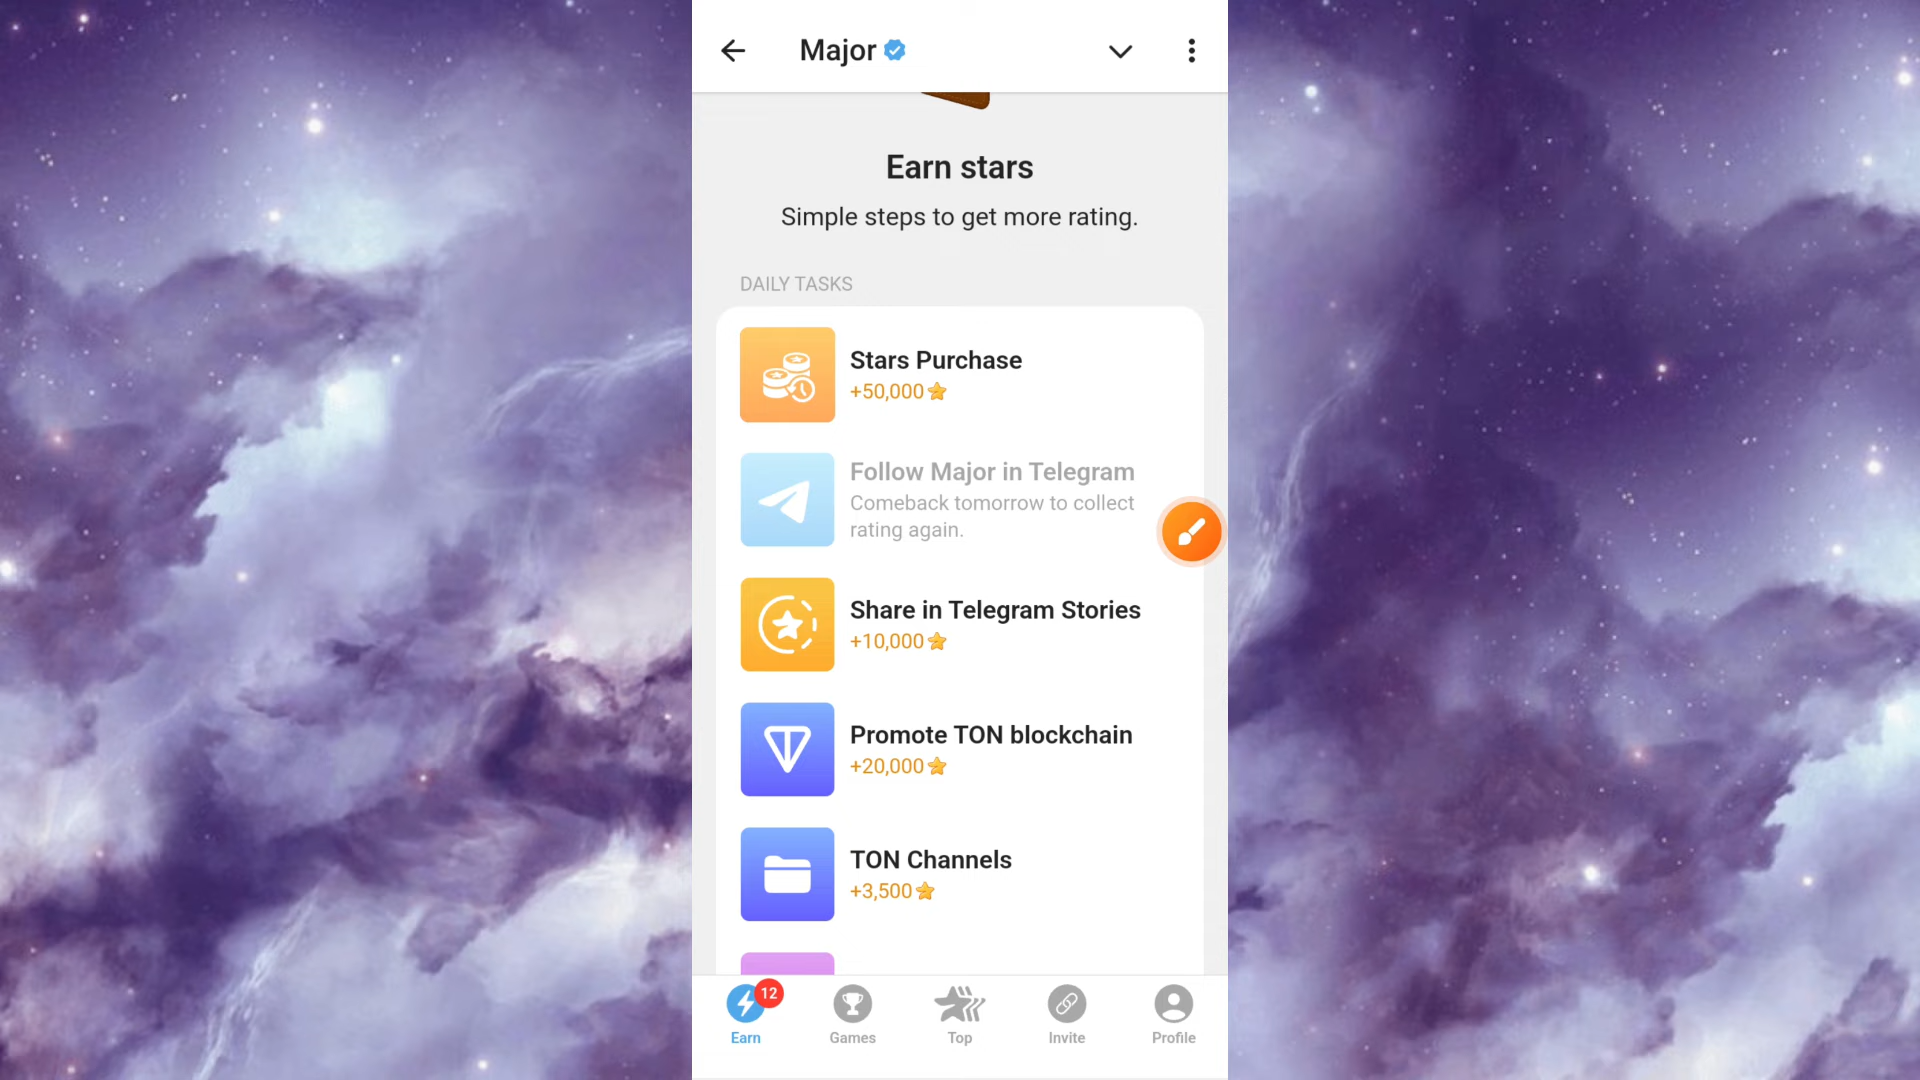 Major
Earn stars
Simple steps to get more rating.
DAILY TASKS
Stars Purchase
+50,000
Follow Major in Telegram
Comeback tomorrow to collect
rating again.
Share in Telegram Stories
+10,000
Promote TON blockchain
+20,000
TON Channels
+3,500
12
Earn
Games
Top
Invite
Profile